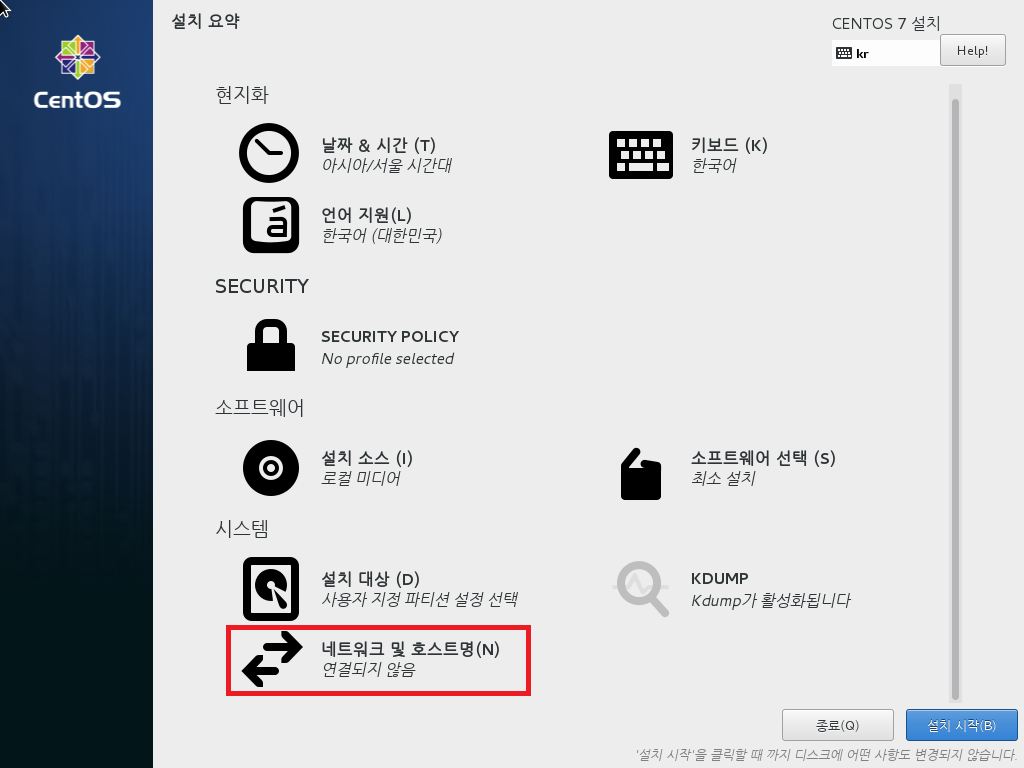 설치 요약
CENTOS 7 설치
kr
Help!
CentOS
현지화
날짜 & 시간 (T)
아시아/서울 시간대
키보드 (K)
한국어
á
언어 지원(L)
한국어 (대한민국)
SECURITY
SECURITY POLICY
No profile selected
소프트웨어
설치 소스 (I)
로컬 미디어
소프트웨어 선택 (S)
최소 설치
시스템
설치 대상 (D)
사용자 지정 파티션 설정 선택
KDUMP
Kdump가 활성화됩니다
네트워크 및 호스트명(N)
연결되지 않음
종료(Q)
설치 시작(B)
'설치 시작'을 클릭할 때 까지 디스크에 어떤 사항도 변경되지 않습니다.